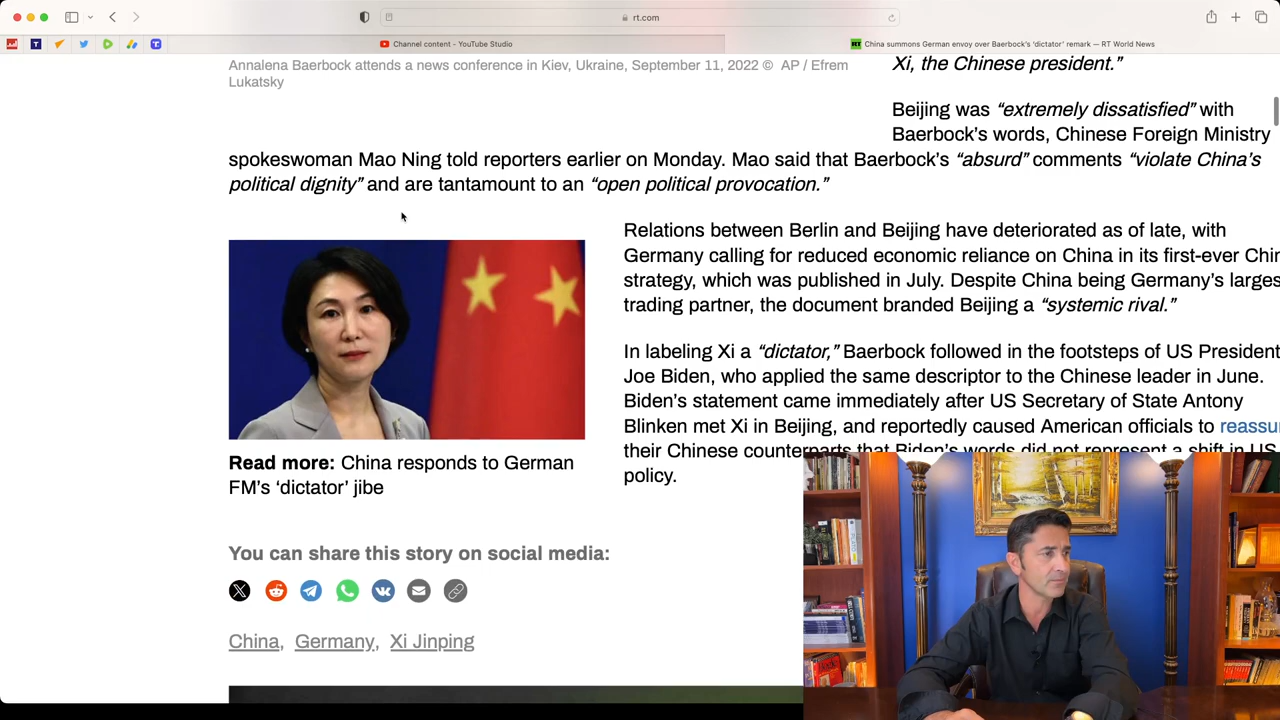 rt.com
Channel content - YouTube Studio
RT China summons German envoy over Baerbock's 'dictator' remark — RT World News
Annalena Baerbock attends a news conference in Kiev, Ukraine, September 11, 2022 © AP / Efrem
Lukatsky
Xi, the Chinese president.”
Beijing was “extremely dissatisfied” with
Baerbock’s words, Chinese Foreign Ministry
spokeswoman Mao Ning told reporters earlier on Monday. Mao said that Baerbock’s “absurd” comments “violate China’s
political dignity” and are tantamount to an “open political provocation.”
Relations between Berlin and Beijing have deteriorated as of late, with
Germany calling for reduced economic reliance on China in its first-ever Chin
strategy, which was published in July. Despite China being Germany’s larges
trading partner, the document branded Beijing a “systemic rival.”
In labeling Xi a “dictator,” Baerbock followed in the footsteps of US President
Joe Biden, who applied the same descriptor to the Chinese leader in June.
Biden’s statement came immediately after US Secretary of State Antony
Blinken met Xi in Beijing, and reportedly caused American officials to reassu
their Chinese counterparts that Biden’s words did not represent a shift in US
policy.
Read more: China responds to German
FM’s ‘dictator’ jibe
You can share this story on social media:
China, Germany, Xi Jinping